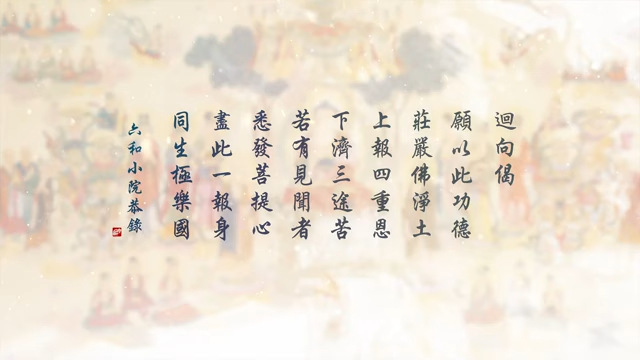 迴向偈
願以此功德
莊嚴佛淨土
上報四重恩
下濟三途苦
若有見聞者
悉發菩提心
盡此一報身
同生極樂國
六和小院恭錄